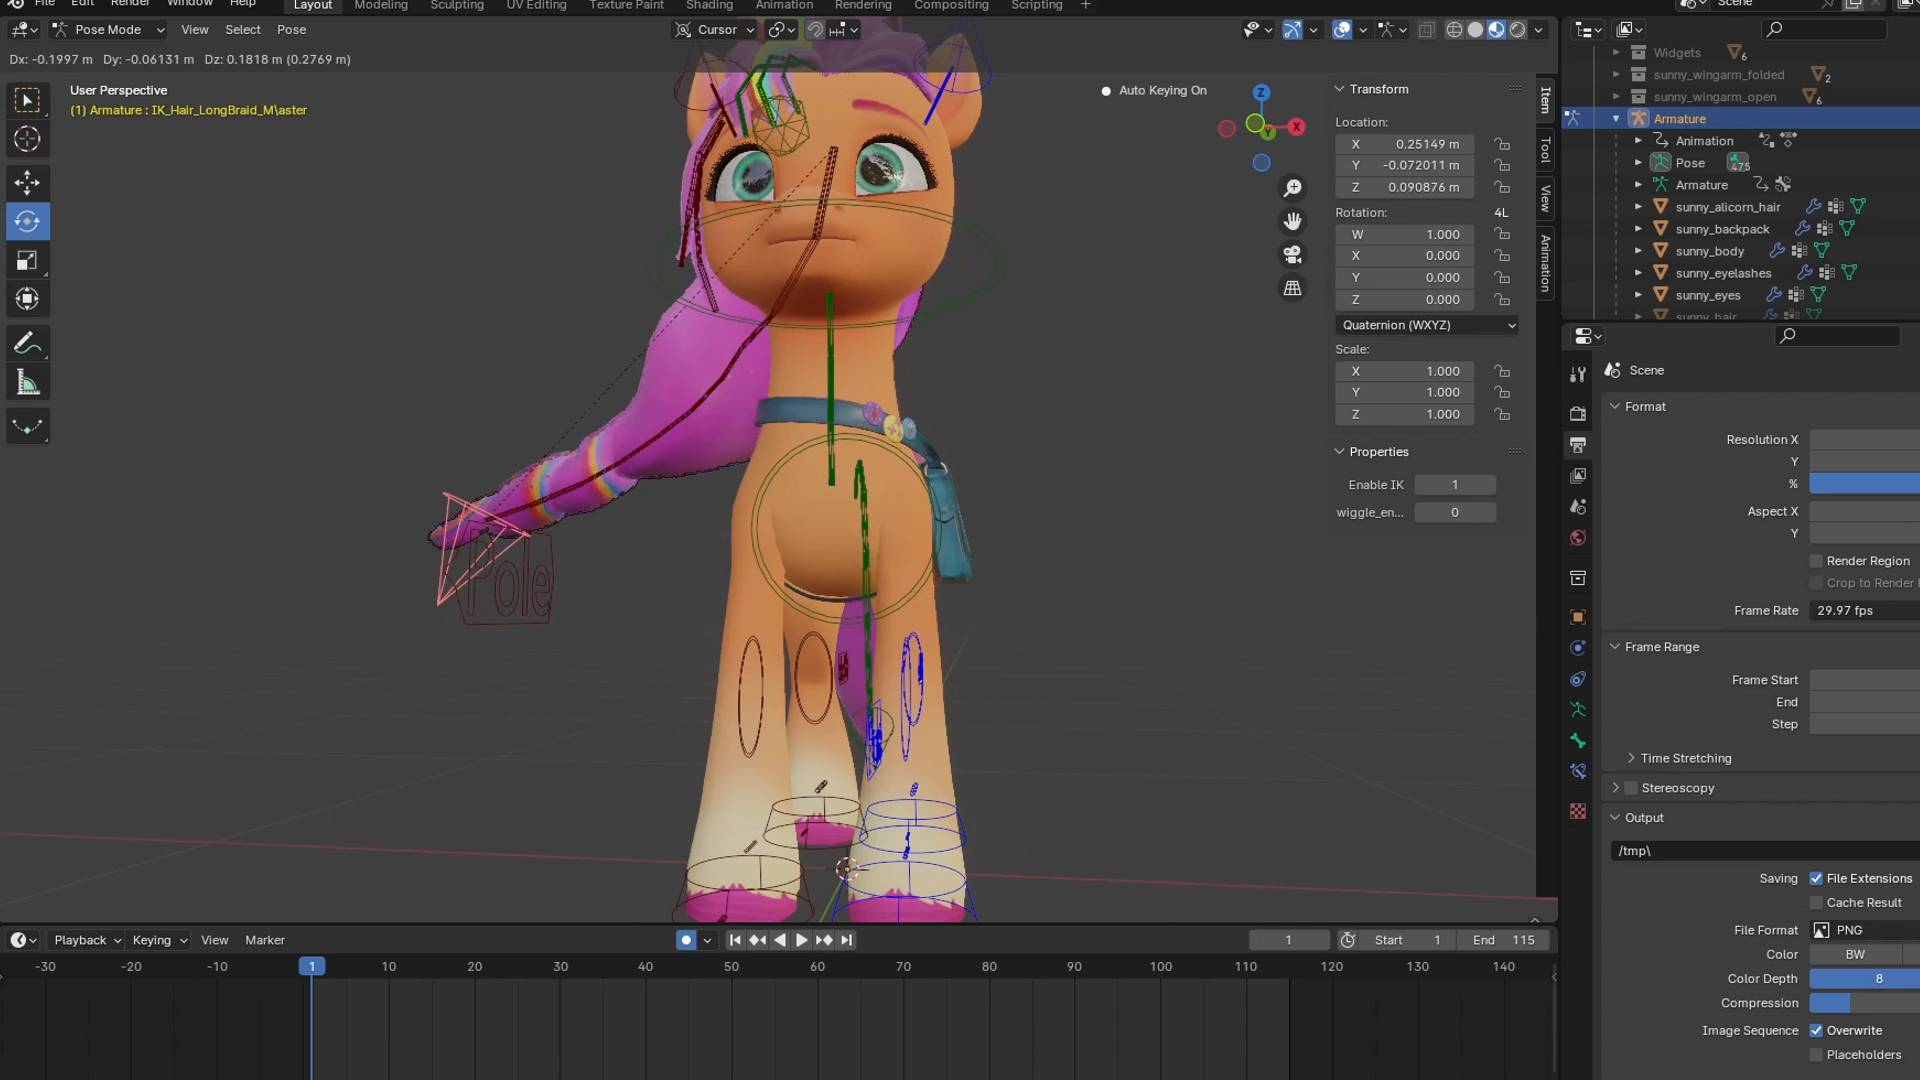 File Edit Render Window Help Layout Modeling Sculpting UV Editing Texture Paint Shading Animation Rendering Compositing Scripting + Scene
Pose Mode View Select Pose Cursor
Dx: -0.1997 m Dy: -0.06131 m Dz: 0.1818 m (0.2769 m)
User Perspective
(1) Armature : IK_Hair_LongBraid_M\aster
Auto Keying On
Z
X
Y
Pole
Transform
Location:
X 0.25149 m
Y -0.072011 m
Z 0.090876 m
Rotation: 4L
W 1.000
X 0.000
Y 0.000
Z 0.000
Quaternion (WXYZ)
Scale:
X 1.000
Y 1.000
Z 1.000
Properties
Enable IK 1
wiggle_en... 0
Item
Tool
View
Animation
Widgets 6
sunny_wingarm_folded 2
sunny_wingarm_open 6
Armature
Animation
Pose 475
Armature
sunny_alicorn_hair
sunny_backpack
sunny_body
sunny_eyelashes
sunny_eyes
sunny_hair
Scene
Format
Resolution X
Y
%
Aspect X
Y
Render Region
Crop to Render
Frame Rate 29.97 fps
Frame Range
Frame Start
End
Step
Time Stretching
Stereoscopy
Output
/tmp\
Saving File Extensions
Cache Result
File Format PNG
Color BW
Color Depth 8
Compression
Image Sequence Overwrite
Placeholders
Playback Keying View Marker 1 Start 1 End 115
-30 -20 -10 1 10 20 30 40 50 60 70 80 90 100 110 120 130 140